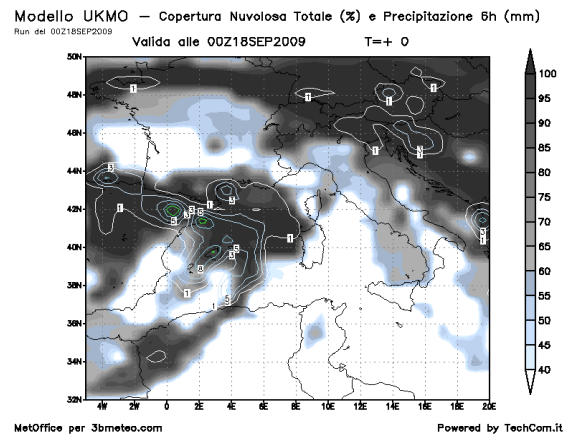 Modello UKMO — Copertura Nuvolosa Totale (%) e Precipitazione 6h (mm)
Run del 00Z18SEP2009
Valida alle 00Z18SEP2009 T=+ 0
50N
48N
46N
44N
42N
40N
38N
36N
34N
32N
4W 2W 0 2E 4E 6E 8E 10E 12E 14E 16E 18E 20E
100
95
90
85
80
75
70
65
60
55
50
45
40
MetOffice per 3bmeteo.com
Powered by TechCom.it